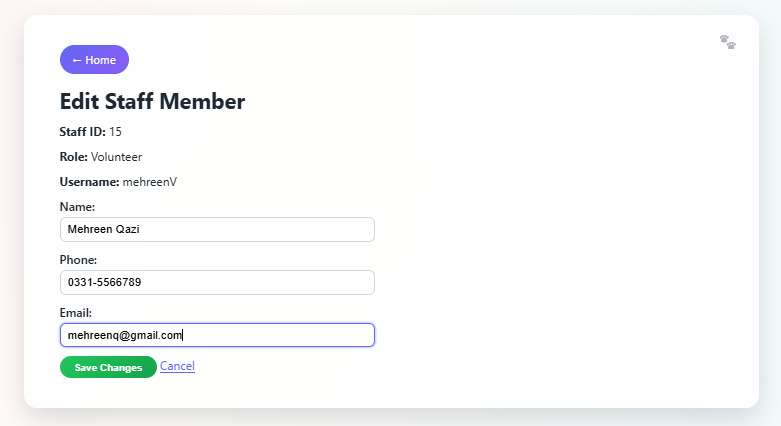 ← Home
Edit Staff Member
Staff ID: 15
Role: Volunteer
Username: mehreenV
Name:
Mehreen Qazi
Phone:
0331-5566789
Email:
mehreenq@gmail.com
Save Changes Cancel